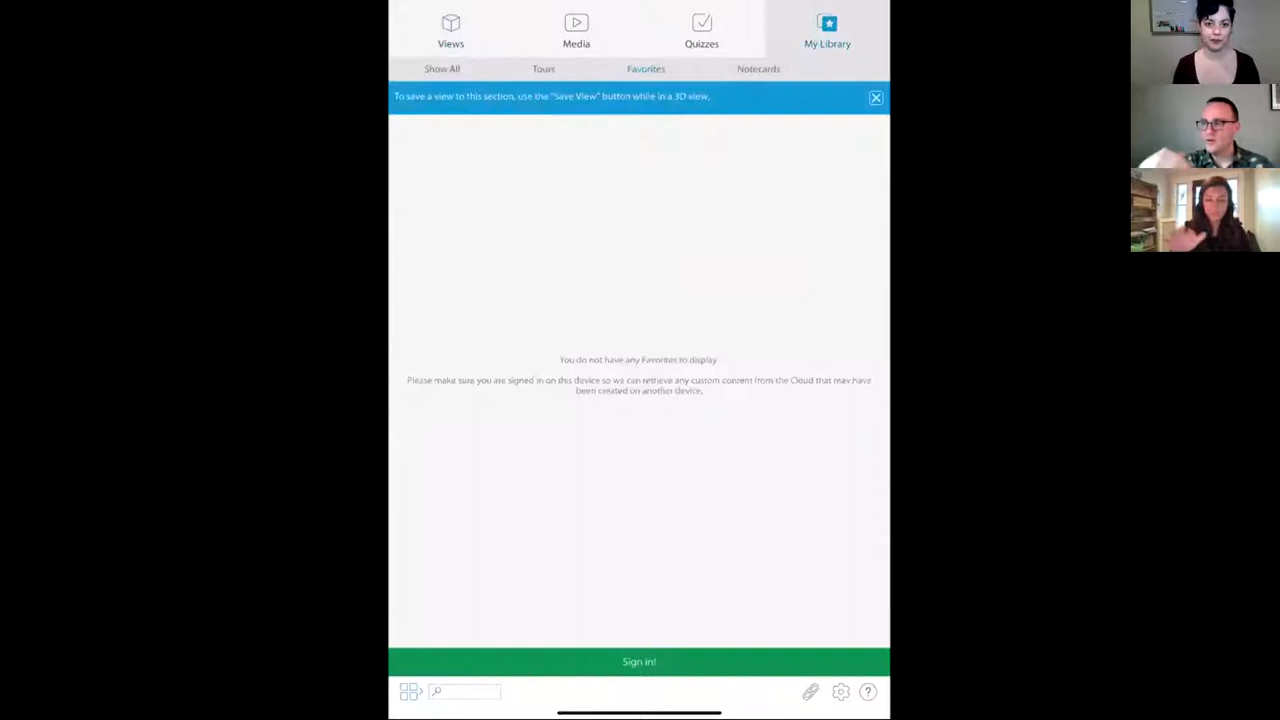 Views
Media
Quizzes
My Library
Show All
Tours
Favorites
Notecards
To save a view to this section, use the "Save View" button while in a 3D view.
You do not have any Favorites to display.
Please make sure you are signed in on this device so we can retrieve any custom content from the Cloud that may have
been created on another device.
Sign in!